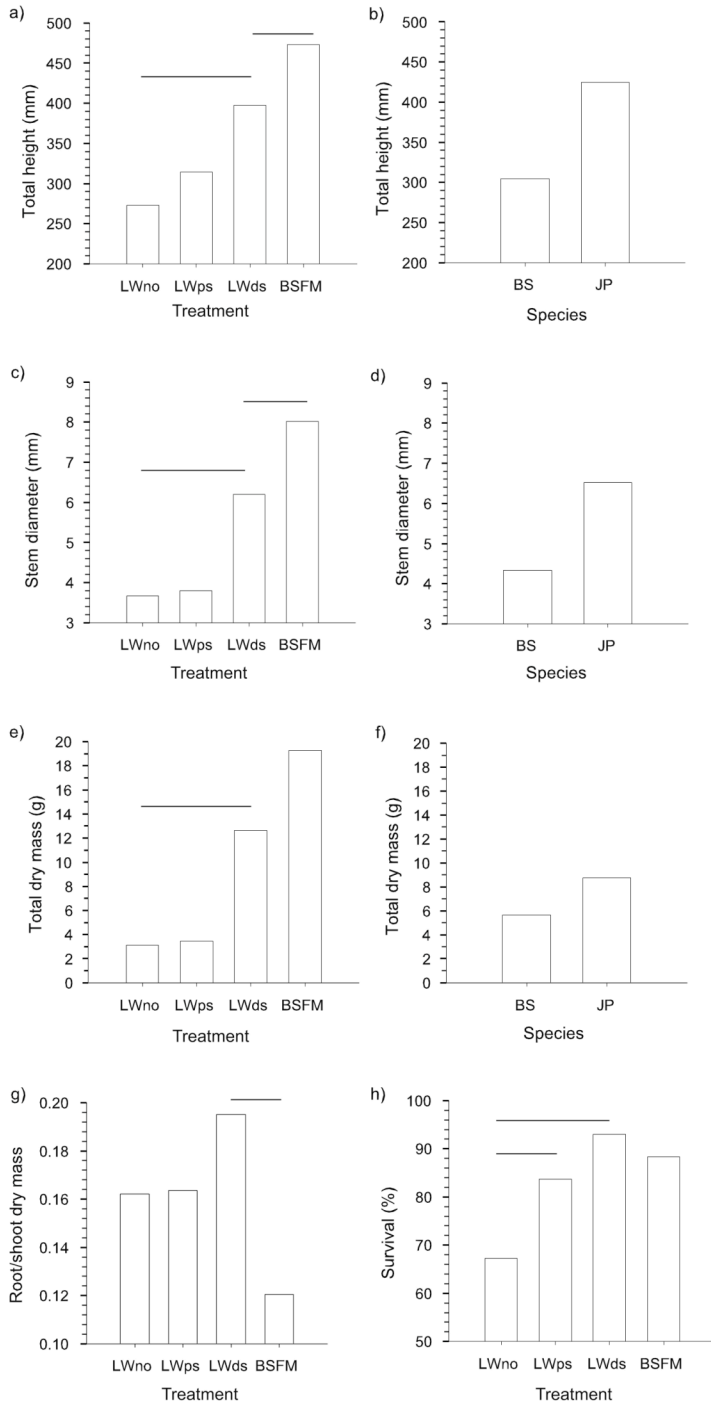 a)
500
450
400
350
300
250
200
Total height (mm)
LWno LWps LWds BSFM
Treatment
b)
500
450
400
350
300
250
200
Total height (mm)
BS JP
Species
c)
9
8
7
6
5
4
3
Stem diameter (mm)
LWno LWps LWds BSFM
Treatment
d)
9
8
7
6
5
4
3
Stem diameter (mm)
BS JP
Species
e)
20
18
16
14
12
10
8
6
4
2
0
Total dry mass (g)
LWno LWps LWds BSFM
Treatment
f)
20
18
16
14
12
10
8
6
4
2
0
Total dry mass (g)
BS JP
Species
g)
0.20
0.18
0.16
0.14
0.12
0.10
Root/shoot dry mass
LWno LWps LWds BSFM
Treatment
h)
100
90
80
70
60
50
Survival (%)
LWno LWps LWds BSFM
Treatment